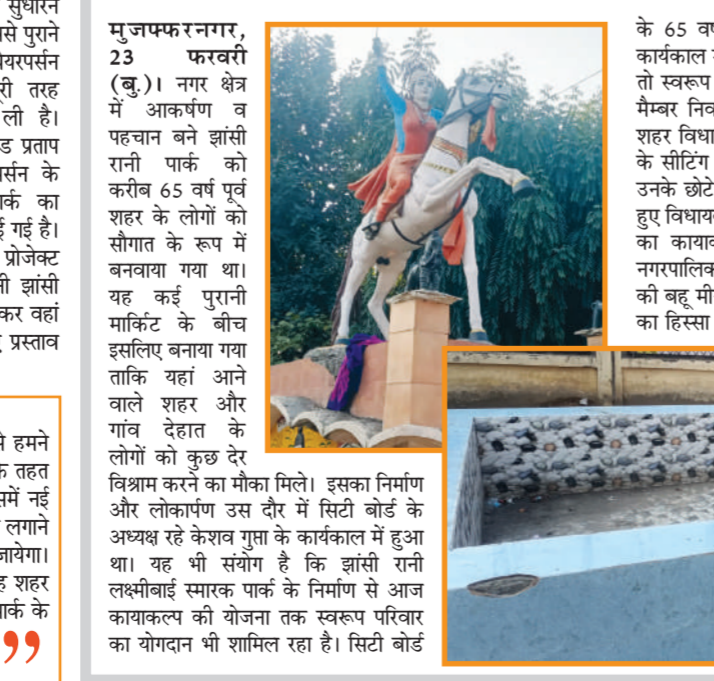 सुधारने
पुराने
पर्सन
तरह
ली है।
प्रताप
र्सन के
का
गई है।
प्रोजेक्ट
झांसी
कर वहां
प्रस्ताव
हमने
तहत
नई
लगाने
जायेगा।
शहर
पार्क के
”
मुजफ्फरनगर,
23 फरवरी
(बु.)। नगर क्षेत्र
में आकर्षण व
पहचान बने झांसी
रानी पार्क को
करीब 65 वर्ष पूर्व
शहर के लोगों को
सौगात के रूप में
बनवाया गया था।
यह कई पुरानी
मार्किट के बीच
इसलिए बनाया गया
ताकि यहां आने
वाले शहर और
गांव देहात के
लोगों को कुछ देर
विश्राम करने का मौका मिले। इसका निर्माण
और लोकार्पण उस दौर में सिटी बोर्ड के
अध्यक्ष रहे केशव गुप्ता के कार्यकाल में हुआ
था। यह भी संयोग है कि झांसी रानी
लक्ष्मीबाई स्मारक पार्क के निर्माण से आज
कायाकल्प की योजना तक स्वरूप परिवार
का योगदान भी शामिल रहा है। सिटी बोर्ड
के 65 वर्ष
कार्यकाल
तो स्वरूप
मैम्बर
शहर
के सीटिंग
उनके छोटे
हुए
का
की बहू
का हिस्सा